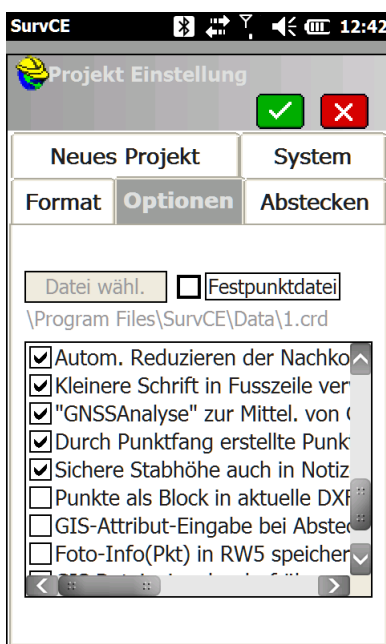 SurvCE 12:42
Projekt Einstellung
Neues Projekt System
Format Optionen Abstecken
Datei wähl. Festpunktdatei
\Program Files\SurvCE\Data\1.crd
Autom. Reduzieren der Nachko
Kleinere Schrift in Fusszeile ver
"GNSSAnalyse" zur Mittel. von
Durch Punktfang erstellte Punk
Sichere Stabhöhe auch in Notiz
Punkte als Block in aktuelle DXF
GIS-Attribut-Eingabe bei Abste
Foto-Info(Pkt) in RW5 speicher